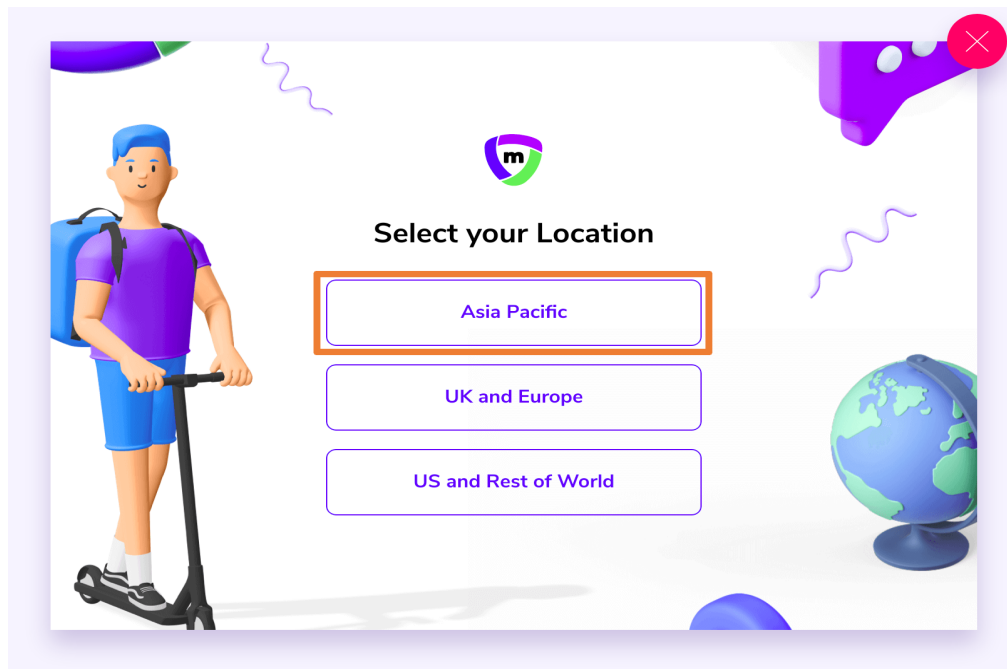 m
Select your Location
Asia Pacific
UK and Europe
US and Rest of World